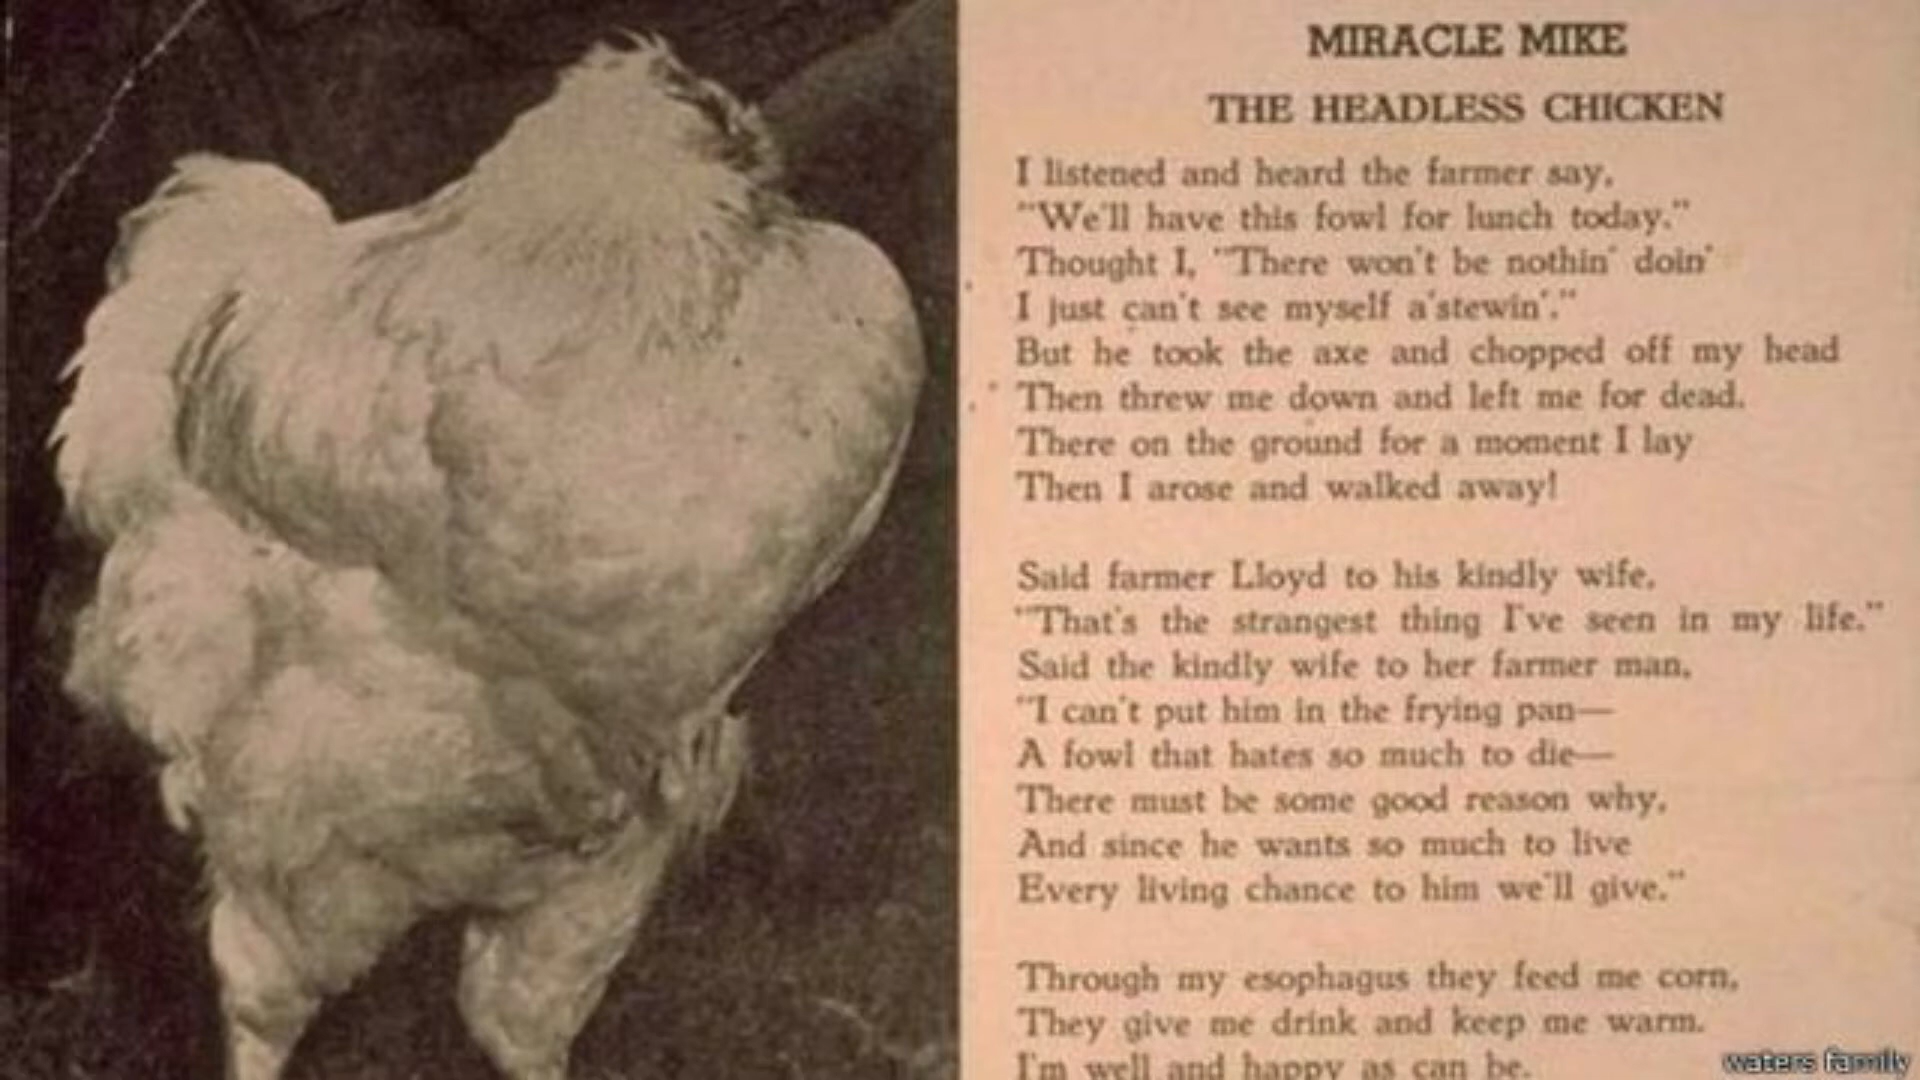 MIRACLE MIKE
THE HEADLESS CHICKEN
I listened and heard the farmer say,
"We'll have this fowl for lunch today."
Thought I, "There won't be nothin' doin'
I just can't see myself a'stewin'."
But he took the axe and chopped off my head
Then threw me down and left me for dead.
There on the ground for a moment I lay
Then I arose and walked away!
Said farmer Lloyd to his kindly wife,
"That's the strangest thing I've seen in my life."
Said the kindly wife to her farmer man,
"I can't put him in the frying pan—
A fowl that hates so much to die—
There must be some good reason why,
And since he wants so much to live
Every living chance to him we'll give."
Through my esophagus they feed me corn,
They give me drink and keep me warm.
I'm well and happy as can be.
waters family